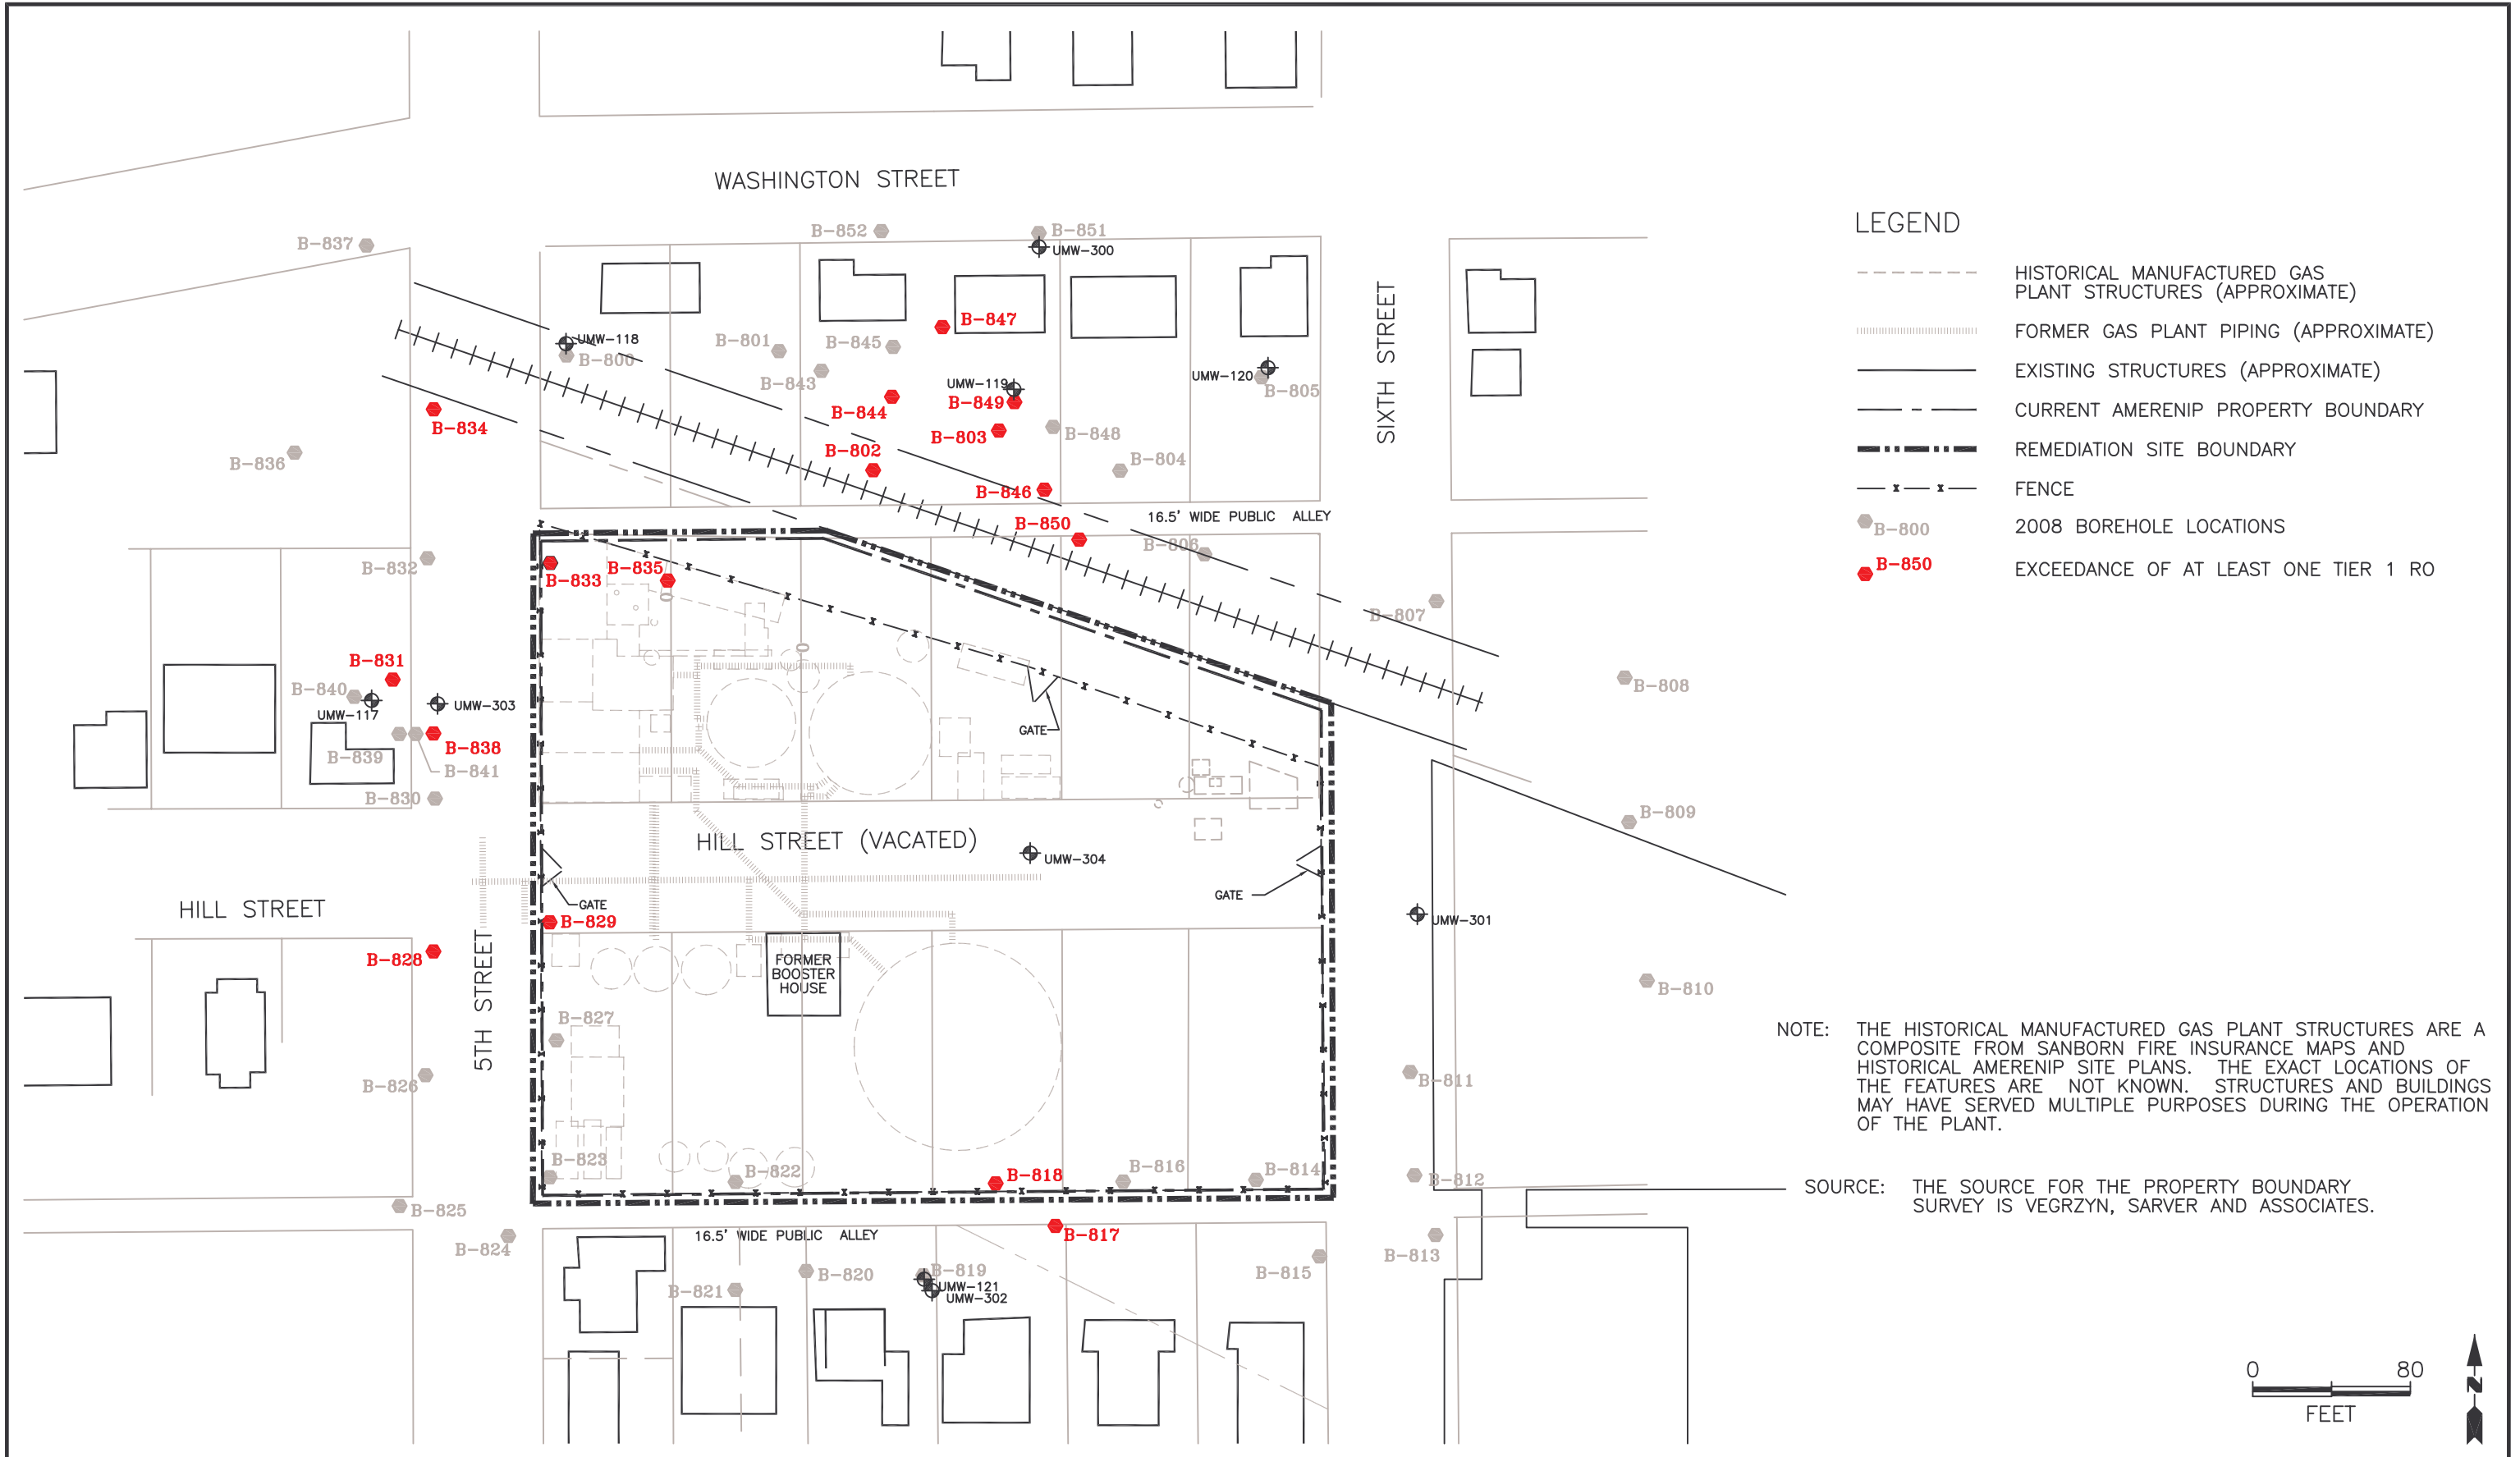 WASHINGTON STREET
B-837
B-852
B-851
UMW-300
UMW-118
B-800
B-801
B-845
B-847
B-843
UMW-119
B-849
UMW-120
B-805
B-844
B-834
B-803
B-848
B-802
B-804
B-836
B-846
SIXTH STREET
16.5' WIDE PUBLIC ALLEY
B-850
B-806
B-832
B-833
B-835
B-807
B-831
B-840
UMW-117
UMW-303
B-808
GATE
B-838
B-839
B-841
B-830
B-809
HILL STREET (VACATED)
UMW-304
GATE
GATE
HILL STREET
B-829
UMW-301
B-828
5TH STREET
FORMER
BOOSTER
HOUSE
B-810
B-827
B-826
B-811
B-823
B-822
B-818
B-816
B-814
B-812
B-825
B-824
16.5' WIDE PUBLIC ALLEY
B-817
B-813
B-821
B-820
B-819
UMW-121
UMW-302
B-815
LEGEND
HISTORICAL MANUFACTURED GAS
PLANT STRUCTURES (APPROXIMATE)
FORMER GAS PLANT PIPING (APPROXIMATE)
EXISTING STRUCTURES (APPROXIMATE)
CURRENT AMERENIP PROPERTY BOUNDARY
REMEDIATION SITE BOUNDARY
FENCE
B-800 2008 BOREHOLE LOCATIONS
B-850 EXCEEDANCE OF AT LEAST ONE TIER 1 RO
NOTE: THE HISTORICAL MANUFACTURED GAS PLANT STRUCTURES ARE A
COMPOSITE FROM SANBORN FIRE INSURANCE MAPS AND
HISTORICAL AMERENIP SITE PLANS. THE EXACT LOCATIONS OF
THE FEATURES ARE NOT KNOWN. STRUCTURES AND BUILDINGS
MAY HAVE SERVED MULTIPLE PURPOSES DURING THE OPERATION
OF THE PLANT.
SOURCE: THE SOURCE FOR THE PROPERTY BOUNDARY
SURVEY IS VEGRZYN, SARVER AND ASSOCIATES.
0 80
FEET
N